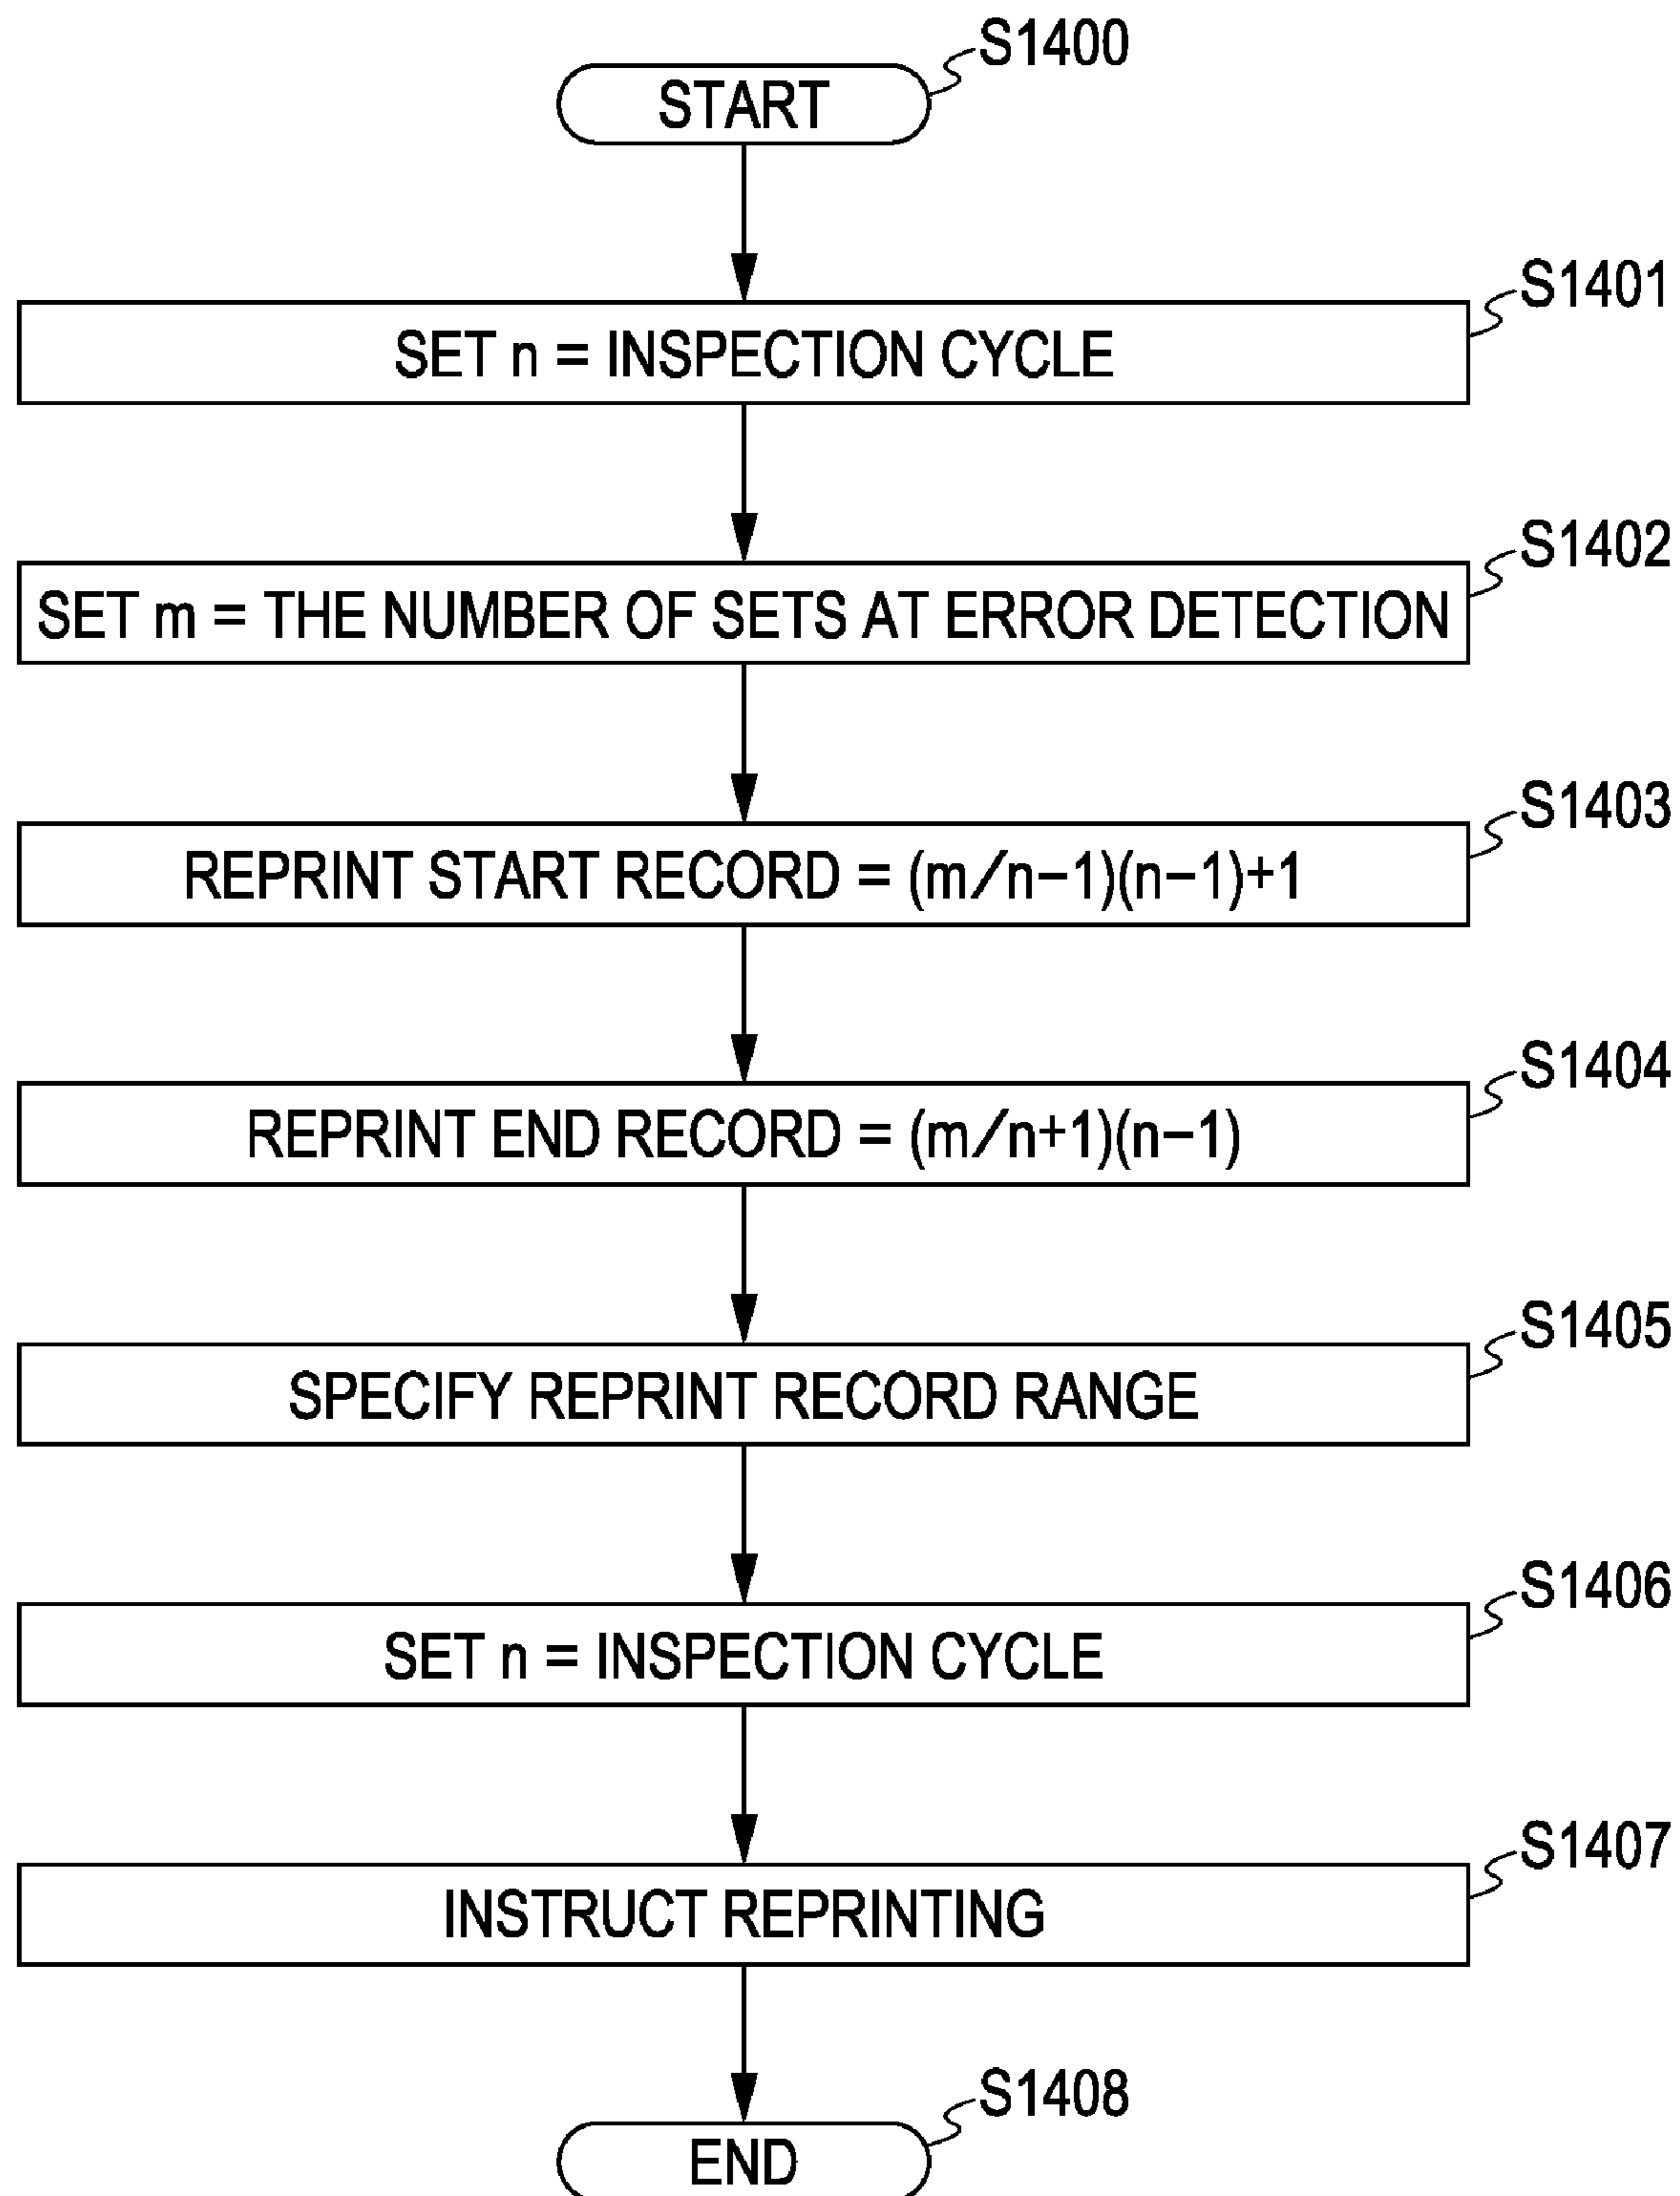 S1400
START
S1401
SET n = INSPECTION CYCLE
S1402
SET m = THE NUMBER OF SETS AT ERROR DETECTION
S1403
REPRINT START RECORD = (m/n−1)(n−1)+1
S1404
REPRINT END RECORD = (m/n+1)(n−1)
S1405
SPECIFY REPRINT RECORD RANGE
S1406
SET n = INSPECTION CYCLE
S1407
INSTRUCT REPRINTING
S1408
END